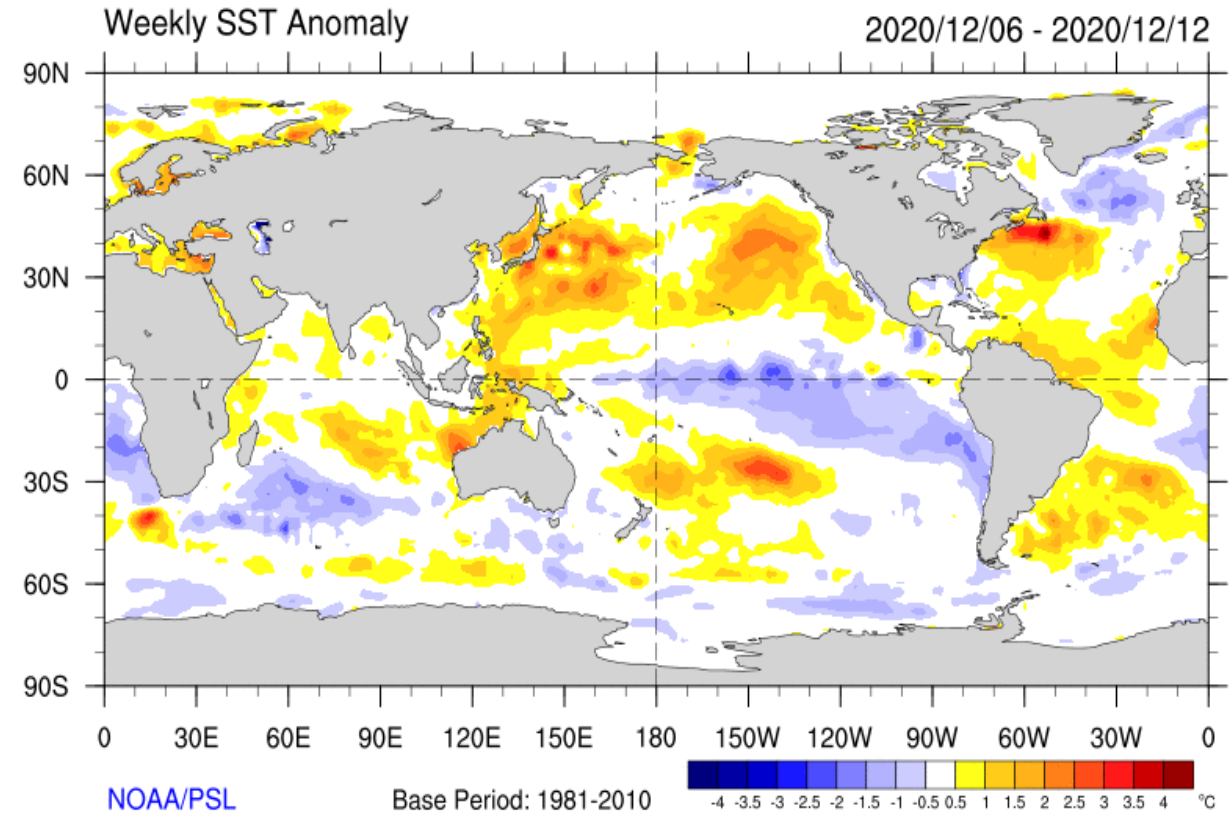 Weekly SST Anomaly 2020/12/06 - 2020/12/12
90N
60N
30N
0
30S
60S
90S
0 30E 60E 90E 120E 150E 180 150W 120W 90W 60W 30W 0
NOAA/PSL Base Period: 1981-2010
-4 -3.5 -3 -2.5 -2 -1.5 -1 -0.5 0.5 1 1.5 2 2.5 3 3.5 4 °C